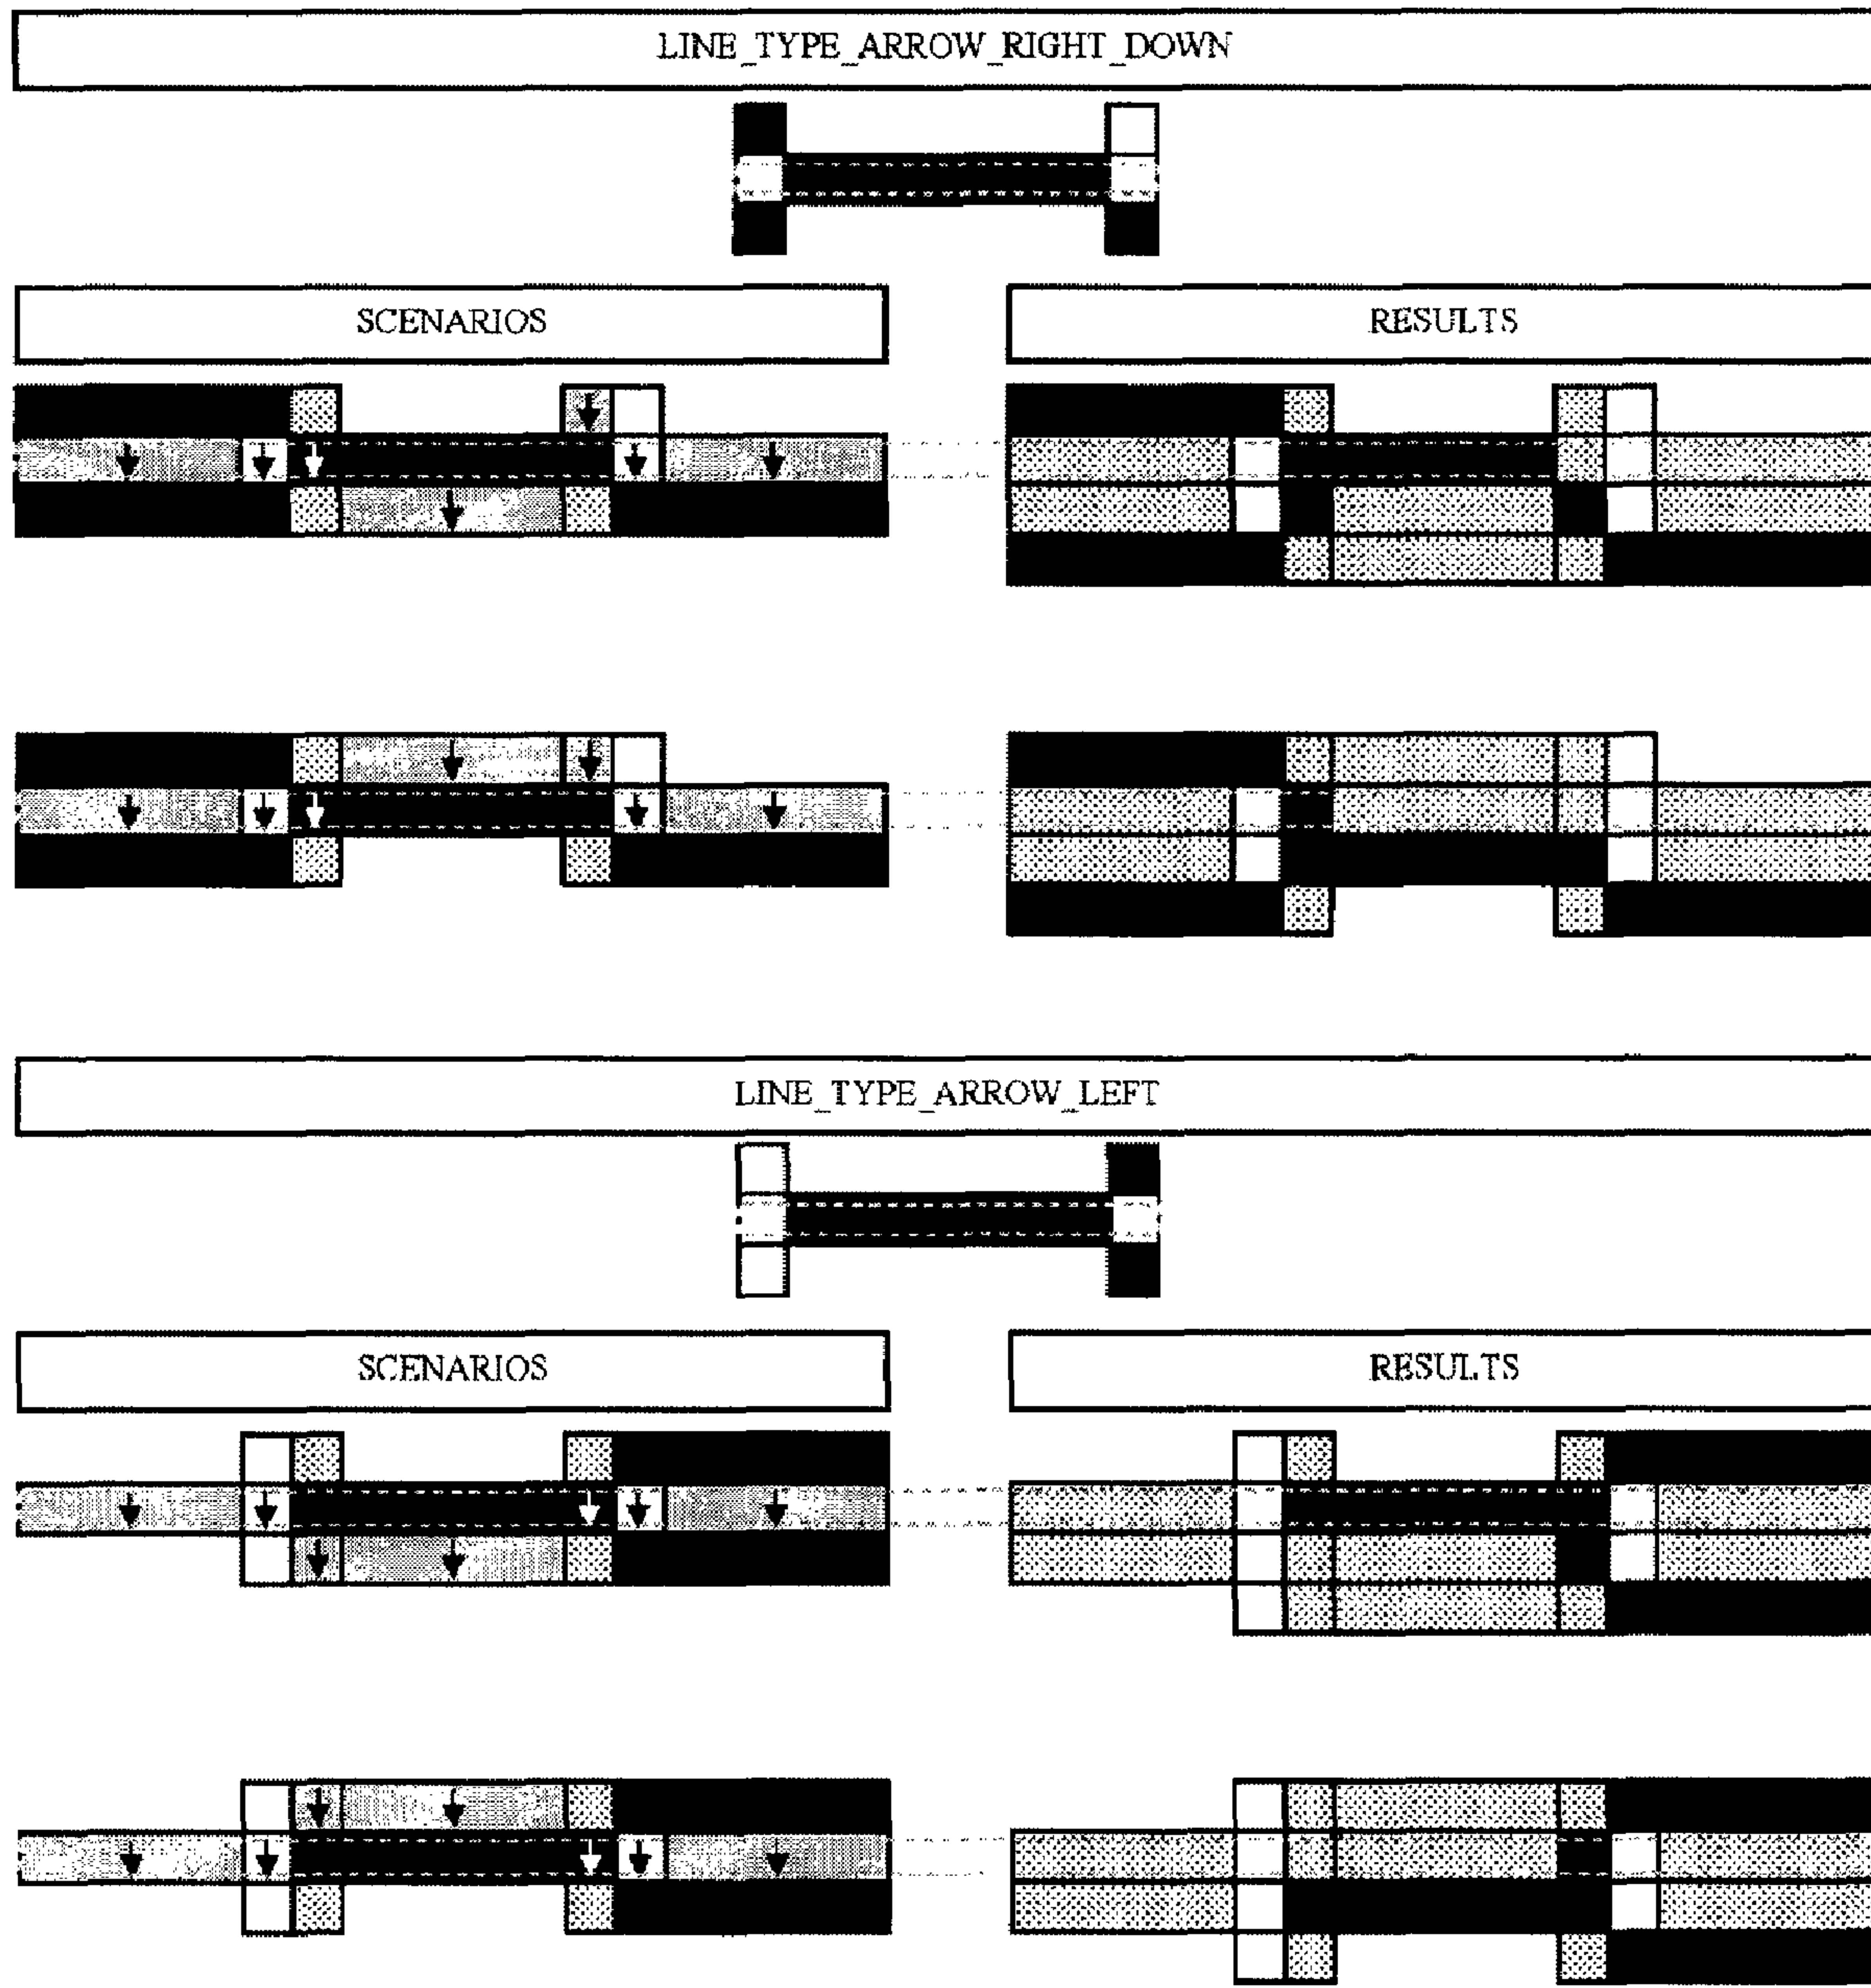 LINE_TYPE_ARROW_RIGHT_DOWN
SCENARIOS
RESULTS
LINE_TYPE_ARROW_LEFT
SCENARIOS
RESULTS